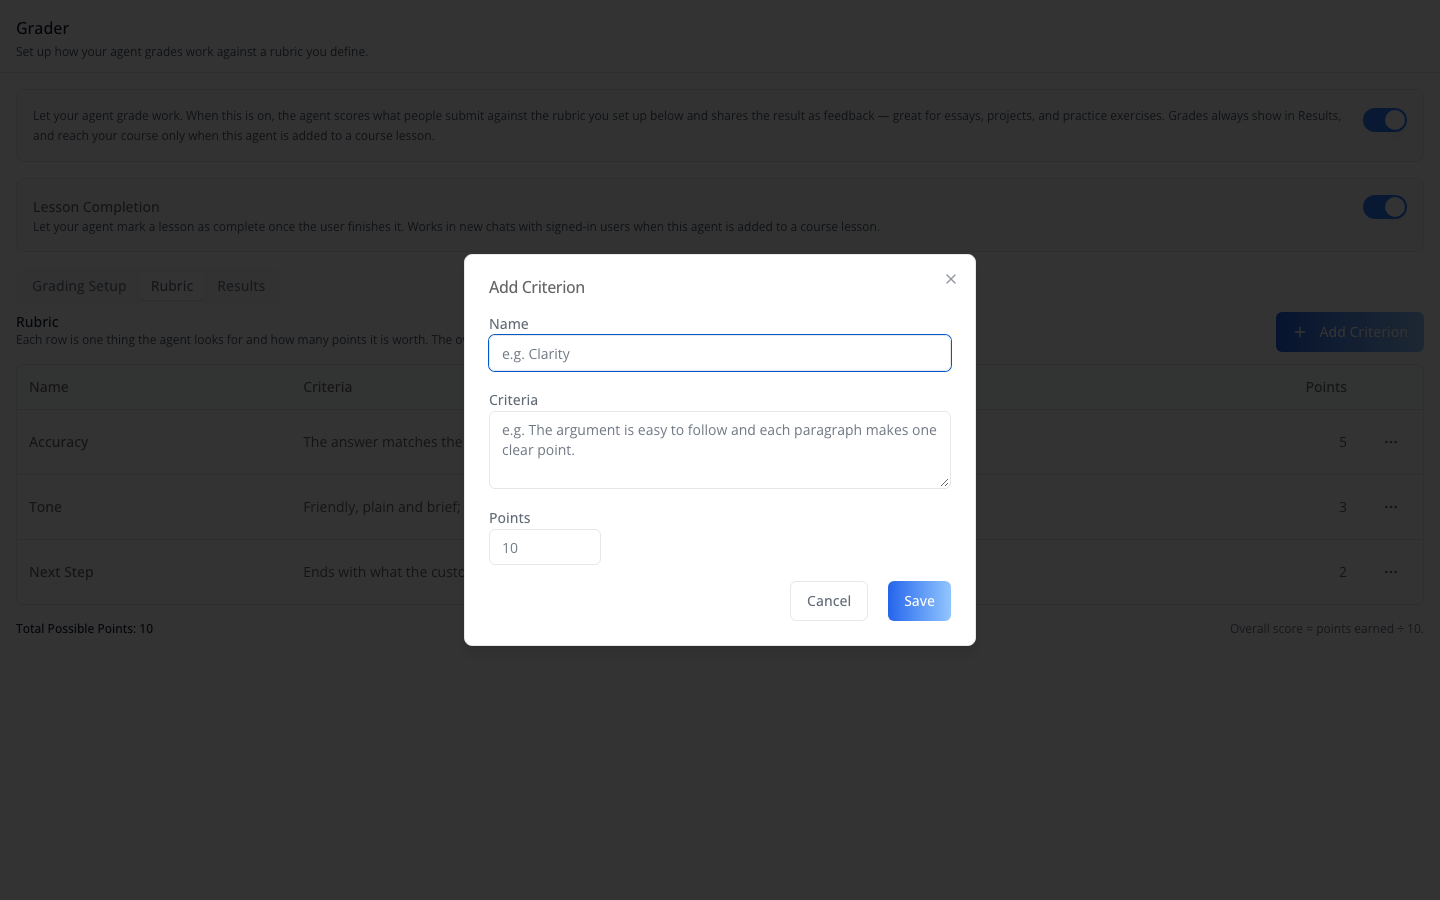 Grader
Set up how your agent grades work against a rubric you define.
Let your agent grade work. When this is on, the agent scores what people submit against the rubric you set up below and shares the result as feedback — great for essays, projects, and practice exercises. Grades always show in Results,
and reach your course only when this agent is added to a course lesson.
Lesson Completion
Let your agent mark a lesson as complete once the user finishes it. Works in new chats with signed-in users when this agent is added to a course lesson.
Grading Setup Rubric Results
Rubric
Each row is one thing the agent looks for and how many points it is worth. The
+ Add Criterion
Name Criteria Points
Accuracy The answer matches the 5 ···
Tone Friendly, plain and brief; 3 ···
Next Step Ends with what the 2 ···
Total Possible Points: 10 Overall score = points earned ÷ 10.
Add Criterion ×
Name
e.g. Clarity
Criteria
e.g. The argument is easy to follow and each paragraph makes one
clear point.
Points
10
Cancel Save